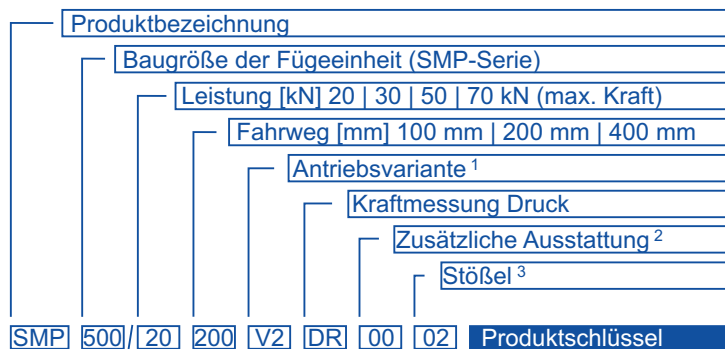 Produktbezeichnung
Baugröße der Fügeeinheit (SMP-Serie)
Leistung [kN] 20 | 30 | 50 | 70 kN (max. Kraft)
Fahrweg [mm] 100 mm | 200 mm | 400 mm
Antriebsvariante ¹
Kraftmessung Druck
Zusätzliche Ausstattung ²
Stößel ³
SMP 500/ 20 200 V2 DR 00 02 Produktschlüssel